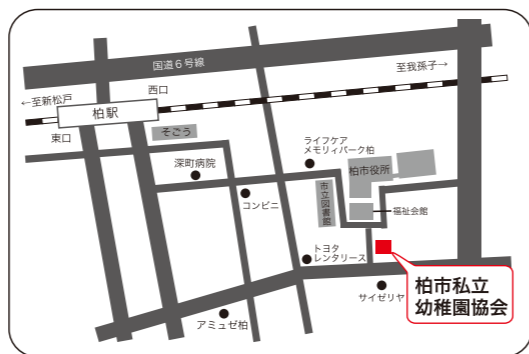 国道６号線
至我孫子→
←至新松戸
西口
柏駅
東口
そごう
ライフケア
メモリィパーク柏
深町病院
柏市役所
市立図書館
コンビニ
福祉会館
トヨタ
レンタリース
柏市私立
幼稚園協会
サイゼリヤ
アミュゼ柏